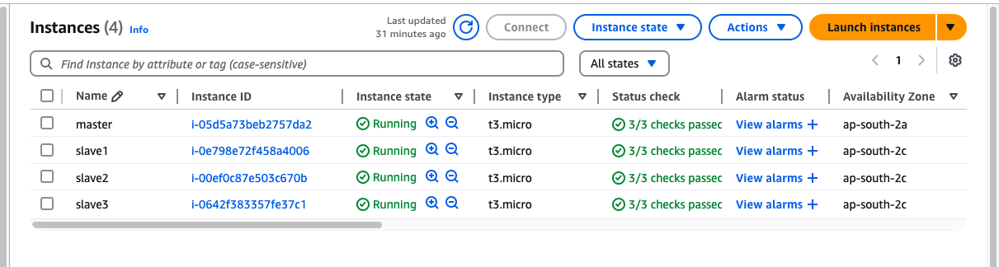 Instances (4) Info
Last updated
31 minutes ago
Connect
Instance state
Actions
Launch instances
Find Instance by attribute or tag (case-sensitive)
All states
1
Name Instance ID Instance state Instance type Status check Alarm status Availability Zone
master i-05d5a73beb2757da2 Running t3.micro 3/3 checks passec View alarms + ap-south-2a
slave1 i-0e798e72f458a4006 Running t3.micro 3/3 checks passec View alarms + ap-south-2c
slave2 i-00ef0c87e503c670b Running t3.micro 3/3 checks passec View alarms + ap-south-2c
slave3 i-0642f383357fe37c1 Running t3.micro 3/3 checks passec View alarms + ap-south-2c